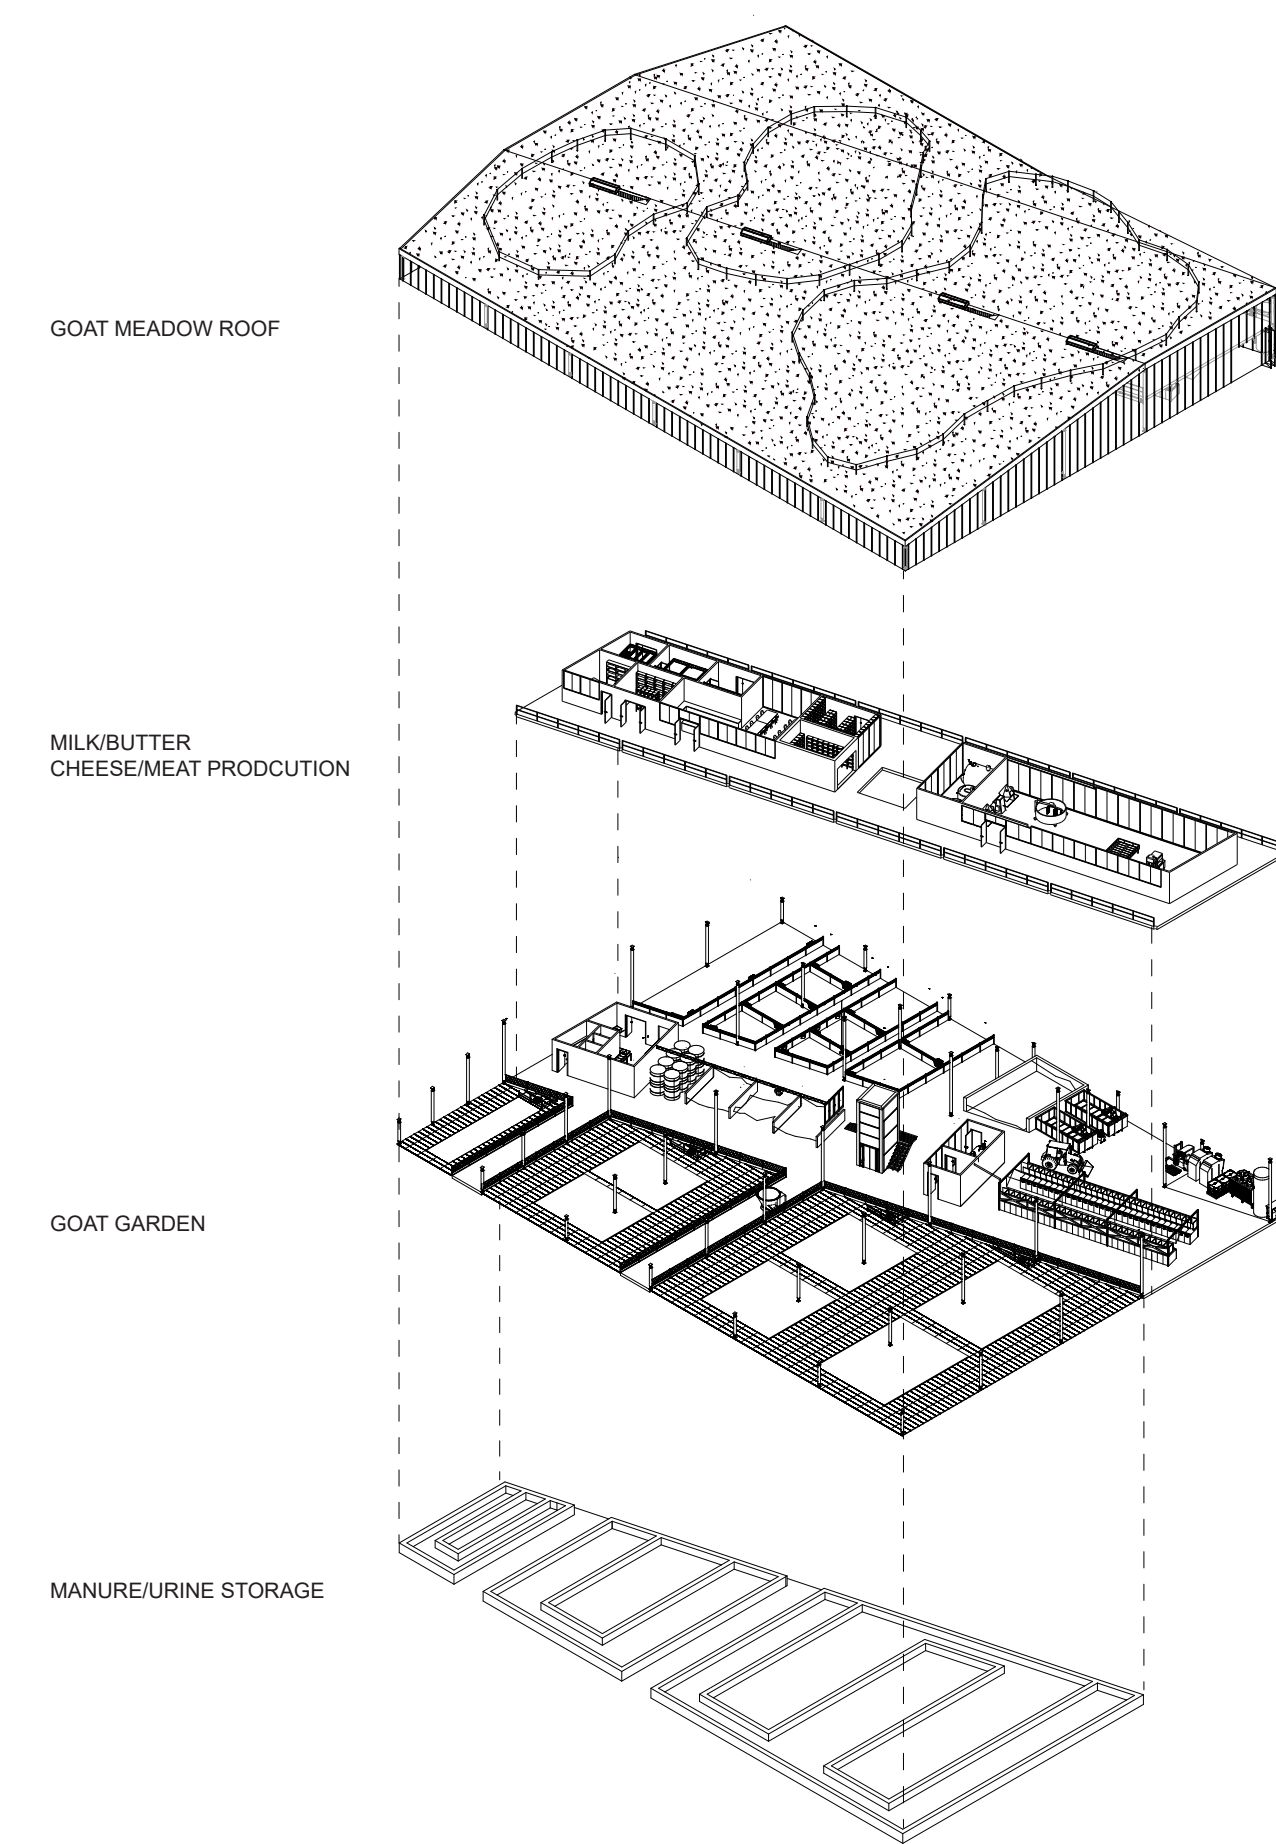 GOAT MEADOW ROOF
MILK/BUTTER
CHEESE/MEAT PRODCUTION
GOAT GARDEN
MANURE/URINE STORAGE